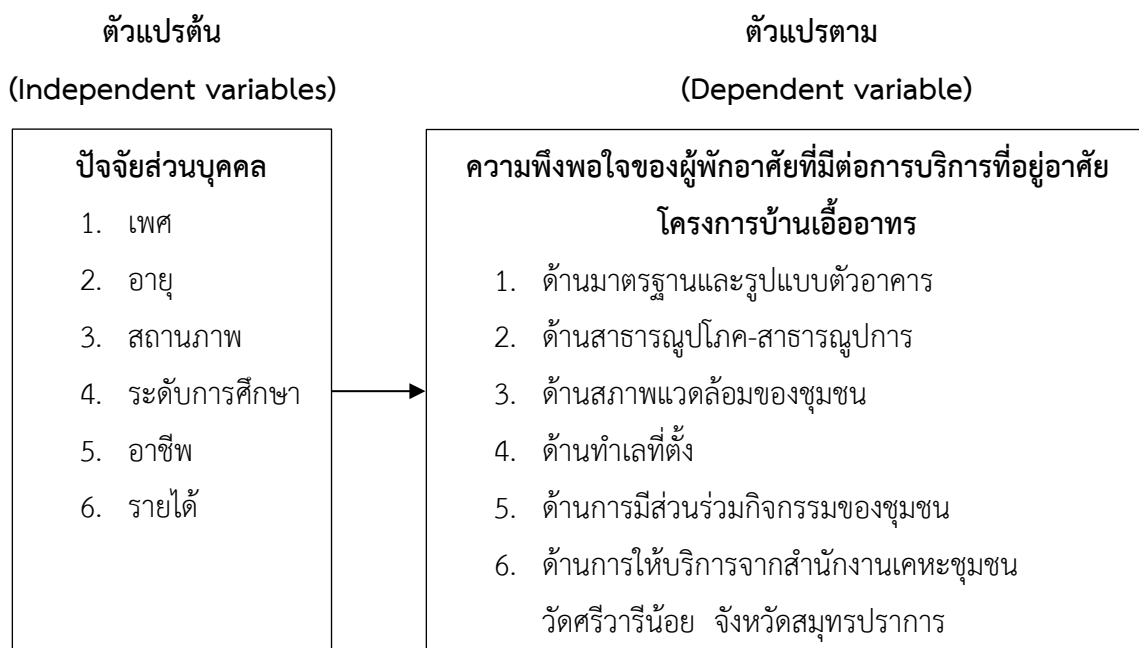 ตัวแปรต้น
(Independent variables)
ปัจจัยส่วนบุคคล
1. เพศ
2. อายุ
3. สถานภาพ
4. ระดับการศึกษา
5. อาชีพ
6. รายได้
ตัวแปรตาม
(Dependent variable)
ความพึงพอใจของผู้พักอาศัยที่มีต่อการบริการที่อยู่อาศัย
โครงการบ้านเอื้ออาทร
1. ด้านมาตรฐานและรูปแบบตัวอาคาร
2. ด้านสาธารณูปโภค-สาธารณูปการ
3. ด้านสภาพแวดล้อมของชุมชน
4. ด้านทำเลที่ตั้ง
5. ด้านการมีส่วนร่วมกิจกรรมของชุมชน
6. ด้านการให้บริการจากสำนักงานเคหะชุมชน
วัดศรีวารีน้อย จังหวัดสมุทรปราการ